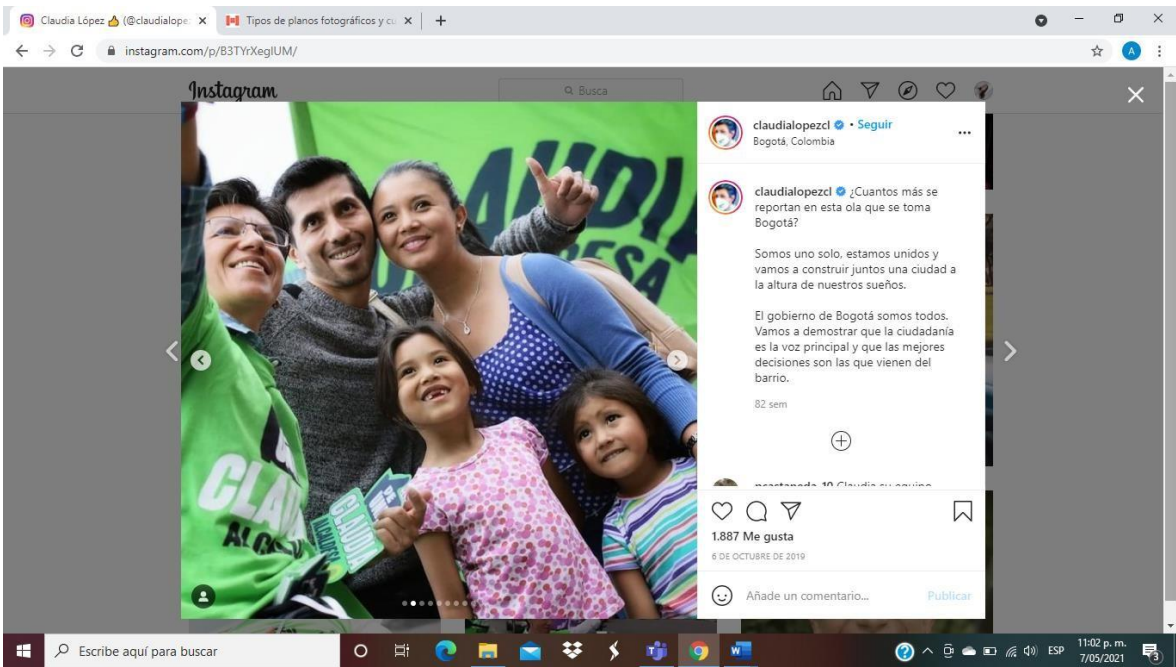 Claudia López 👍 (@claudialope
Tipos de planos fotográficos y cu
instagram.com/p/B3TYrXegIUM/
A
Instagram
Busca
claudialopezcl • Seguir
Bogotá, Colombia
claudialopezcl ¿Cuantos más se
reportan en esta ola que se toma
Bogotá?
Somos uno solo, estamos unidos y
vamos a construir juntos una ciudad a
la altura de nuestros sueños.
El gobierno de Bogotá somos todos.
Vamos a demostrar que la ciudadanía
es la voz principal y que las mejores
decisiones son las que vienen del
barrio.
82 sem
1.887 Me gusta
6 DE OCTUBRE DE 2019
Añade un comentario...
Publicar
CLAUDIA
Escribe aquí para buscar
ESP
11:02 p. m.
7/05/2021
3